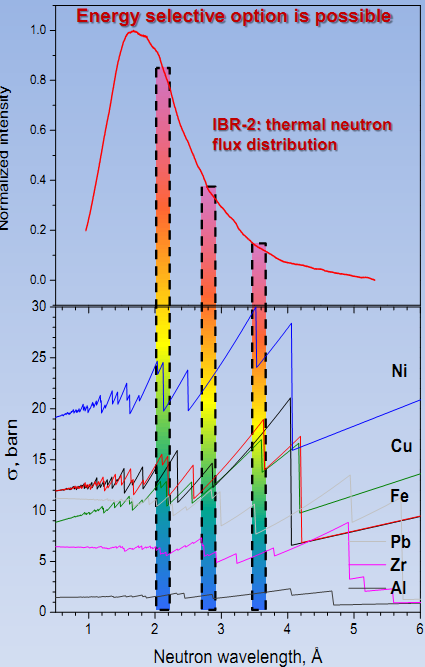 Energy selective option is possible
IBR-2: thermal neutron
flux distribution
Normalized intensity
1.0
0.8
0.6
0.4
0.2
0.0
σ, barn
30
25
20
15
10
5
0
Ni
Cu
Fe
Pb
Zr
Al
1 2 3 4 5 6
Neutron wavelength, Å